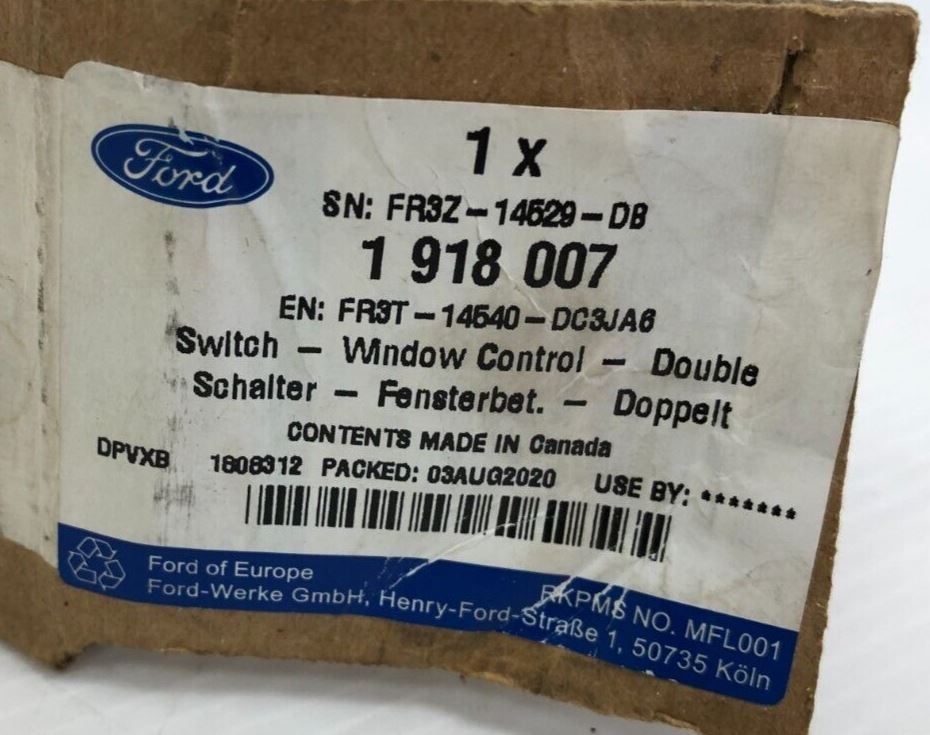 Ford
1 x
SN: FR3Z-14529-DB
1 918 007
EN: FR3T-14540-DC3JA6
Switch - Window Control - Double
Schalter - Fensterbet. - Doppelt
CONTENTS MADE IN Canada
DPVXB 1606312 PACKED: 03AUG2020 USE BY: *******
Ford of Europe RKPMS NO. MFL001
Ford-Werke GmbH, Henry-Ford-Straße 1, 50735 Köln